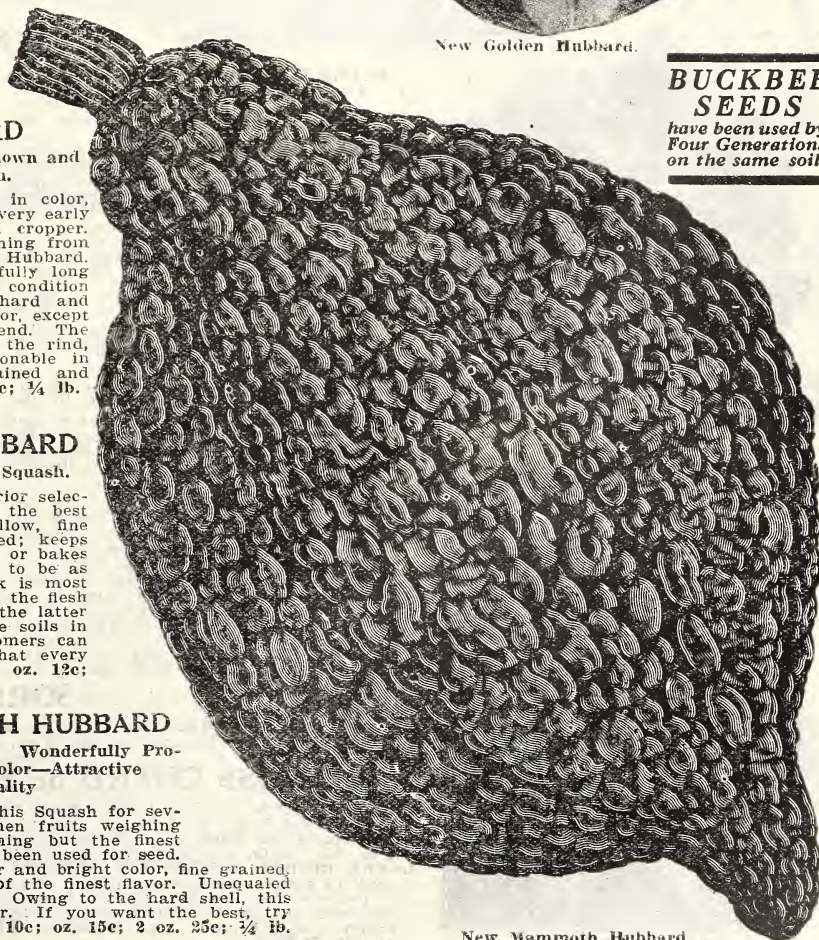 New Golden Hubbard.
BUCKBEE
SEEDS
have been used by
Four Generations
on the same soil
RD
own and
n.
in color,
very early
cropper.
ning from
Hubbard.
fully long
condition
hard and
or, except
end. The
the rind,
onable in
ained and
c; ¼ lb.
BARD
Squash.
rior selec-
the best
llow, fine
ed; keeps
or bakes
to be as
k is most
the flesh
the latter
e soils in
omers can
hat every
oz. 12c;
H HUBBARD
Wonderfully Pro-
olor—Attractive
ality
his Squash for sev-
hen fruits weighing
ning but the finest
been used for seed.
r and bright color, fine grained,
of the finest flavor. Unequaled
Owing to the hard shell, this
r. If you want the best, try
10c; oz. 15c; 2 oz. 25c; ¼ lb.
New Mammoth Hubbard